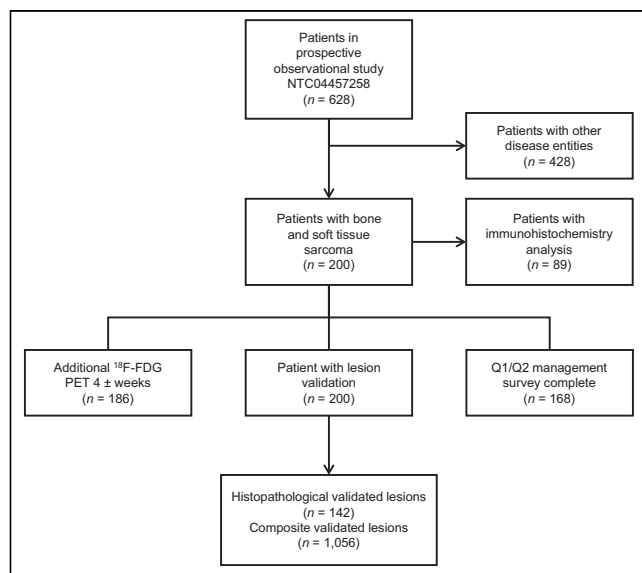 Patients in
prospective
observational study
NTC04457258
(n = 628)
Patients with other
disease entities
(n = 428)
Patients with bone
and soft tissue
sarcoma
(n = 200)
Patients with
immunohistochemistry
analysis
(n = 89)
Additional ¹⁸F-FDG
PET 4 ± weeks
(n = 186)
Patient with lesion
validation
(n = 200)
Q1/Q2 management
survey complete
(n = 168)
Histopathological validated lesions
(n = 142)
Composite validated lesions
(n = 1,056)